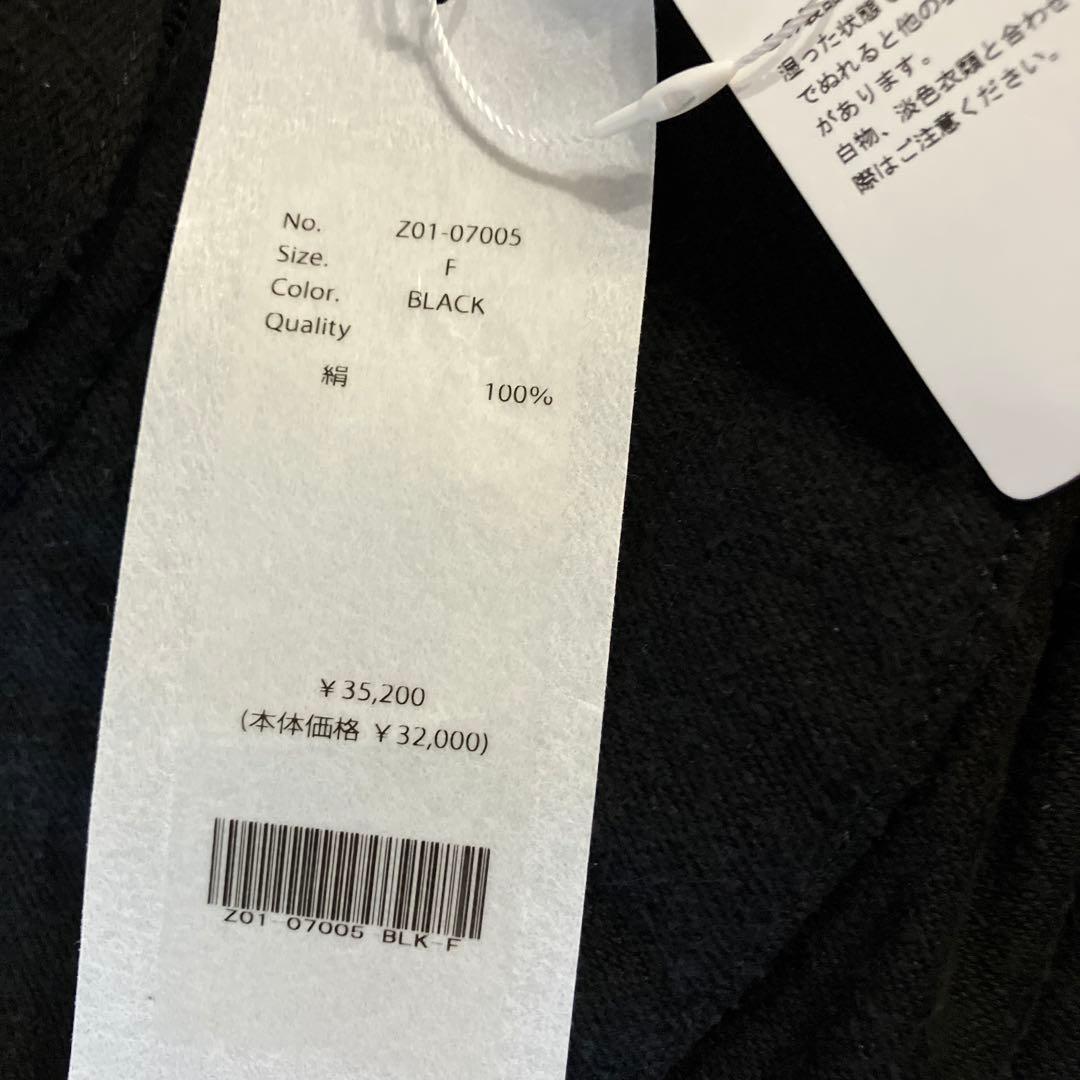 No. Z01-07005
Size. F
Color. BLACK
Quality
絹 100%
¥35,200
(本体価格 ¥32,000)
Z01-07005 BLK-F
湿った状態
でぬれると他の
があります。
白物、淡色衣類と合わせ
際はご注意ください。